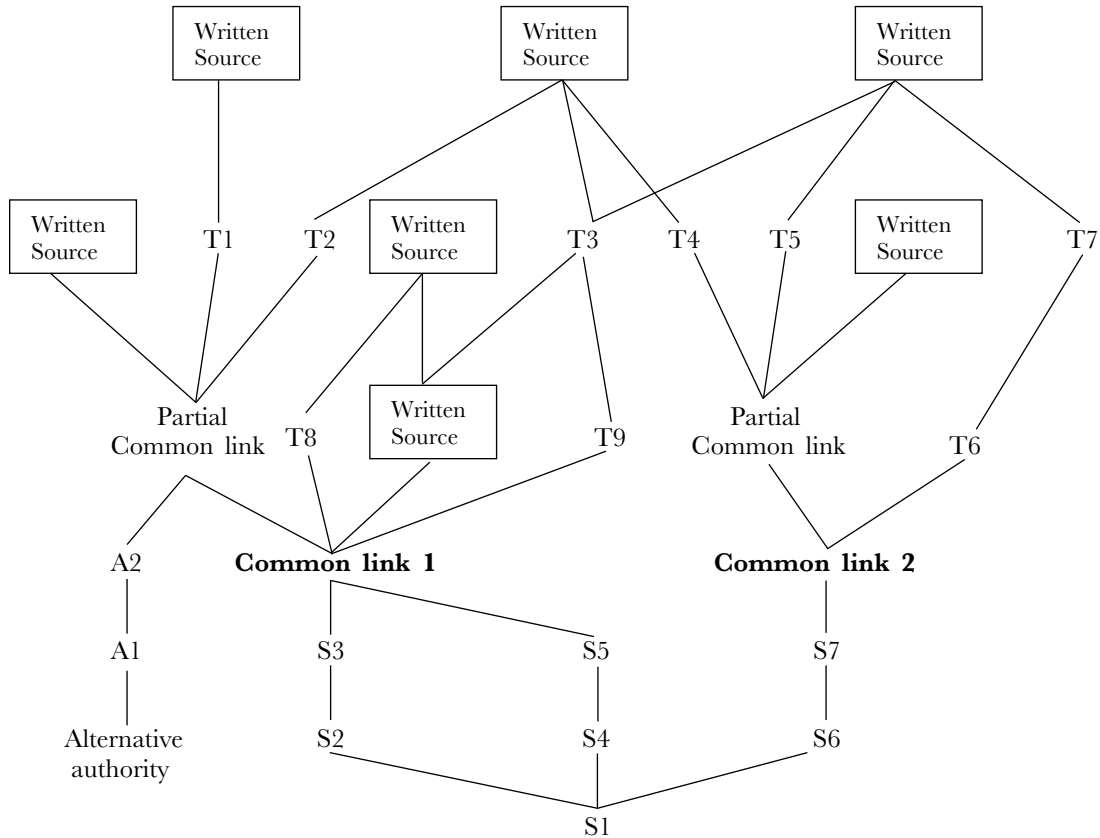 Written
Source
Written
Source
Written
Source
Written
Source
T1
T2
Written
Source
T3
T4
T5
Written
Source
T7
Partial
Common link
T8
Written
Source
T9
Partial
Common link
T6
A2
Common link 1
Common link 2
A1
S3
S5
S7
Alternative
authority
S2
S4
S6
S1